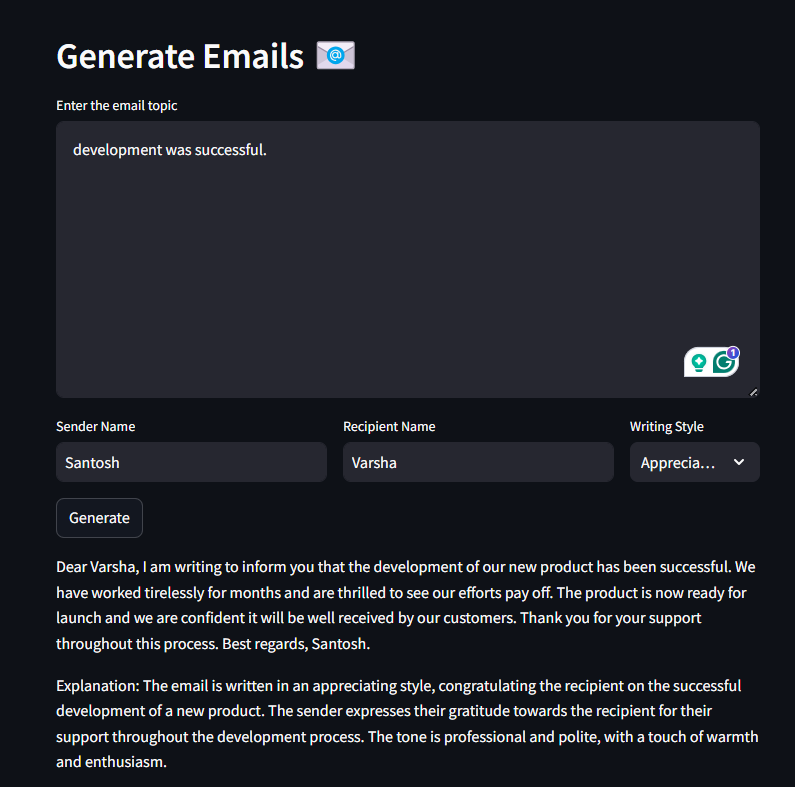 Generate Emails
Enter the email topic
development was successful.
1
Sender Name
Recipient Name
Writing Style
Santosh
Varsha
Apprecia...
Generate
Dear Varsha, I am writing to inform you that the development of our new product has been successful. We
have worked tirelessly for months and are thrilled to see our efforts pay off. The product is now ready for
launch and we are confident it will be well received by our customers. Thank you for your support
throughout this process. Best regards, Santosh.
Explanation: The email is written in an appreciating style, congratulating the recipient on the successful
development of a new product. The sender expresses their gratitude towards the recipient for their
support throughout the development process. The tone is professional and polite, with a touch of warmth
and enthusiasm.